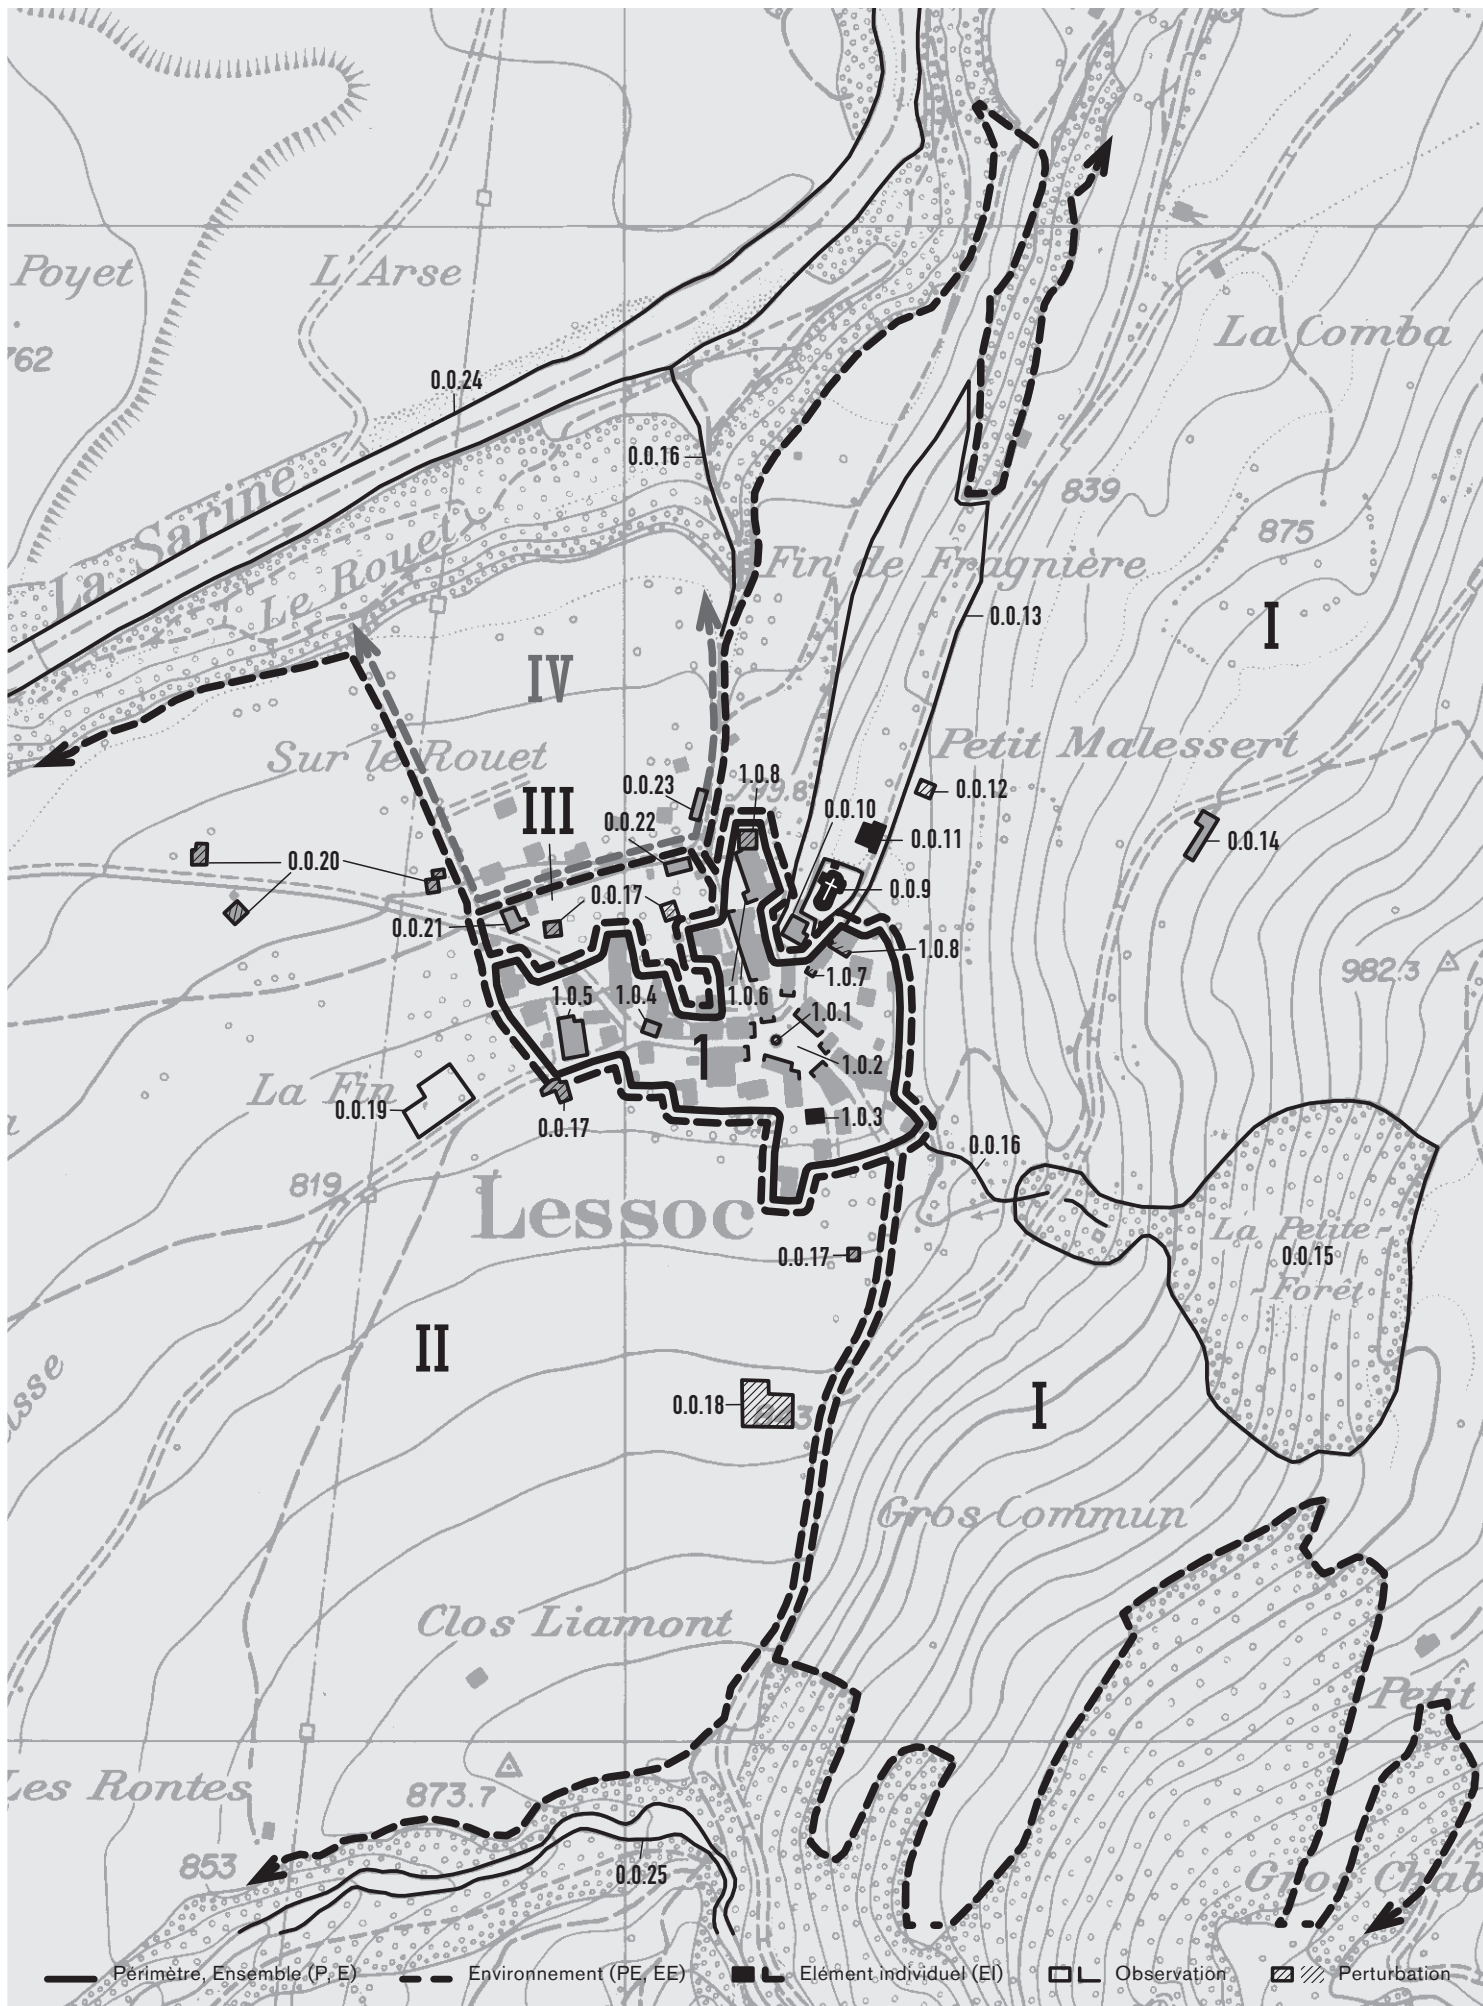 Poyet
L'Arse
La Comba
762
0.0.24
0.0.16
839
La Sarine
875
Le Rouet
Fin de Fragnière
0.0.13
I
IV
Sur le Rouet
Petit Malessert
0.0.23
1.0.8
799.8
0.0.12
III
0.0.22
0.0.10
0.0.11
0.0.14
0.0.20
0.0.17
0.0.9
0.0.21
1.0.8
982.3
1.0.5
1.0.4
1.0.6
1.0.7
1.0.1
1
1.0.2
La Fin
0.0.19
0.0.17
1.0.3
0.0.16
819
Lessoc
La Petite-
0.0.17
0.0.15
-Forêt
II
I
0.0.18
Gros Commun
Clos Liamont
Petit
Les Rontes
873.7
853
0.0.25
Gros Chab
Périmètre, Ensemble (P, E)
Environnement (PE, EE)
Elément individuel (EI)
Observation
Perturbation